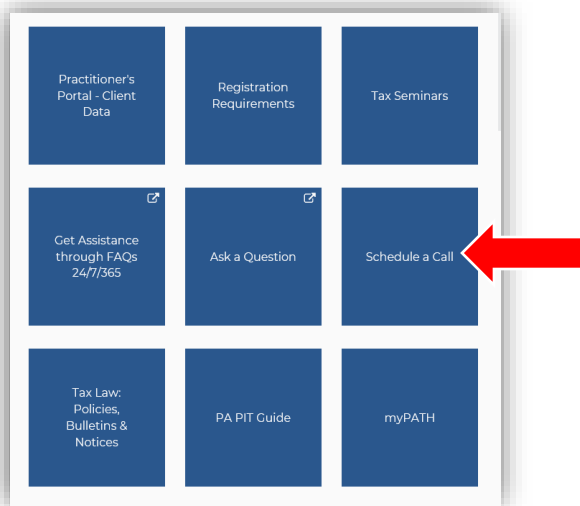 Practitioner's
Portal - Client
Data
Registration
Requirements
Tax Seminars
Get Assistance
through FAQs
24/7/365
Ask a Question
Schedule a Call
Tax Law:
Policies,
Bulletins &
Notices
PA PIT Guide
myPATH